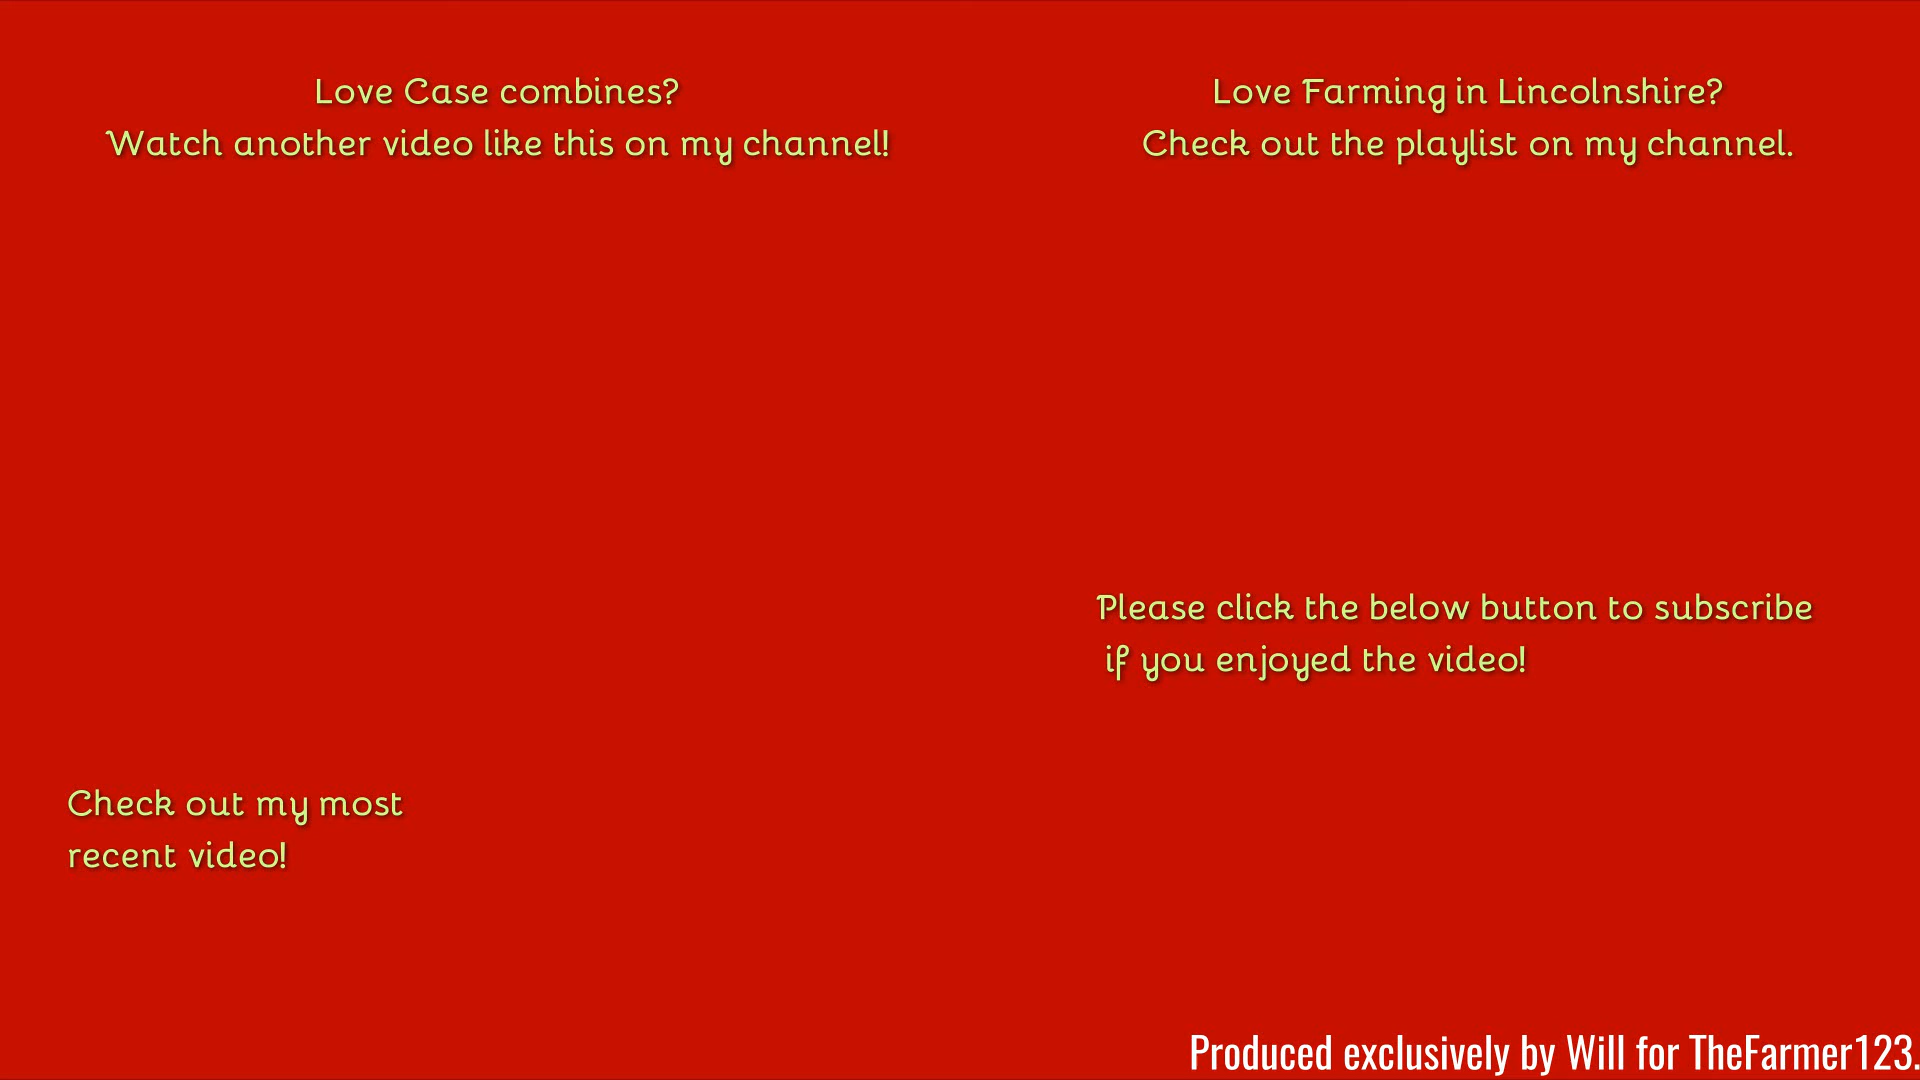 Love Case combines?
Watch another video like this on my channel!
Love Farming in Lincolnshire?
Check out the playlist on my channel.
Please click the below button to subscribe
if you enjoyed the video!
Check out my most
recent video!
Produced exclusively by Will for TheFarmer123.